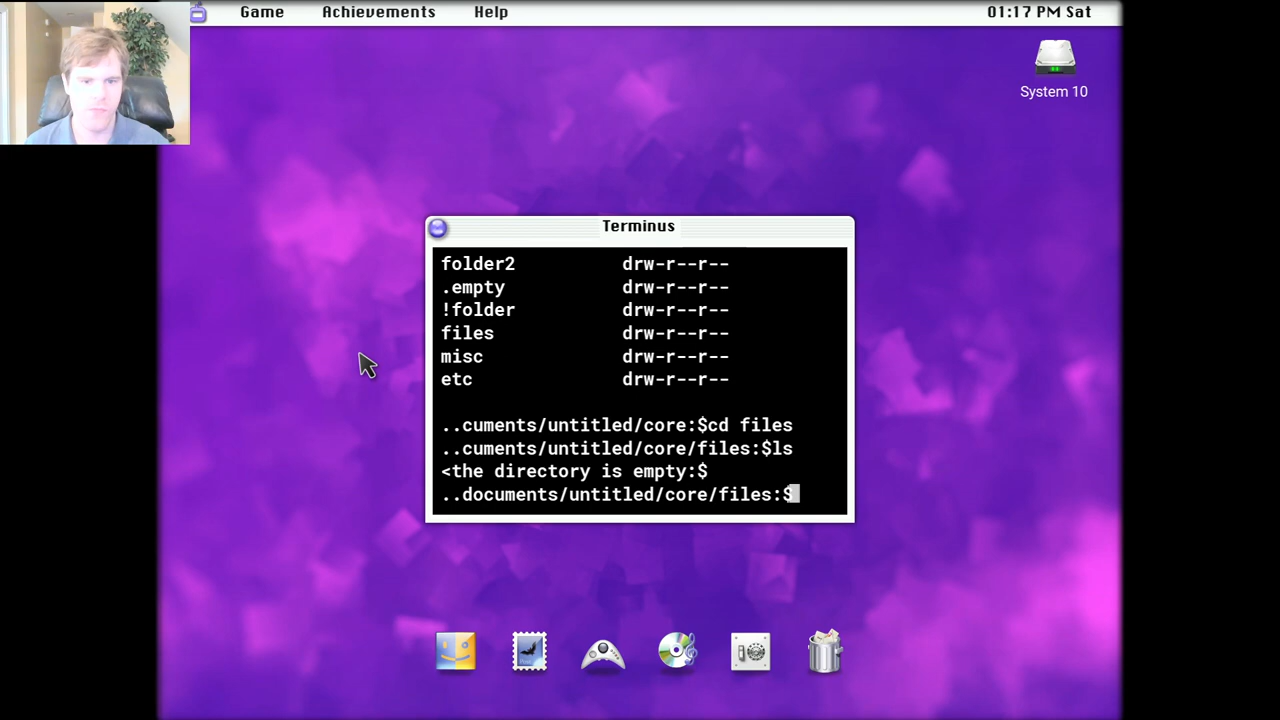 Game Achievements Help 01:17 PM Sat
System 10
Terminus
folder2 drw-r--r--
.empty drw-r--r--
!folder drw-r--r--
files drw-r--r--
misc drw-r--r--
etc drw-r--r--
..cuments/untitled/core:$cd files
..cuments/untitled/core/files:$ls
<the directory is empty:$
..documents/untitled/core/files:$